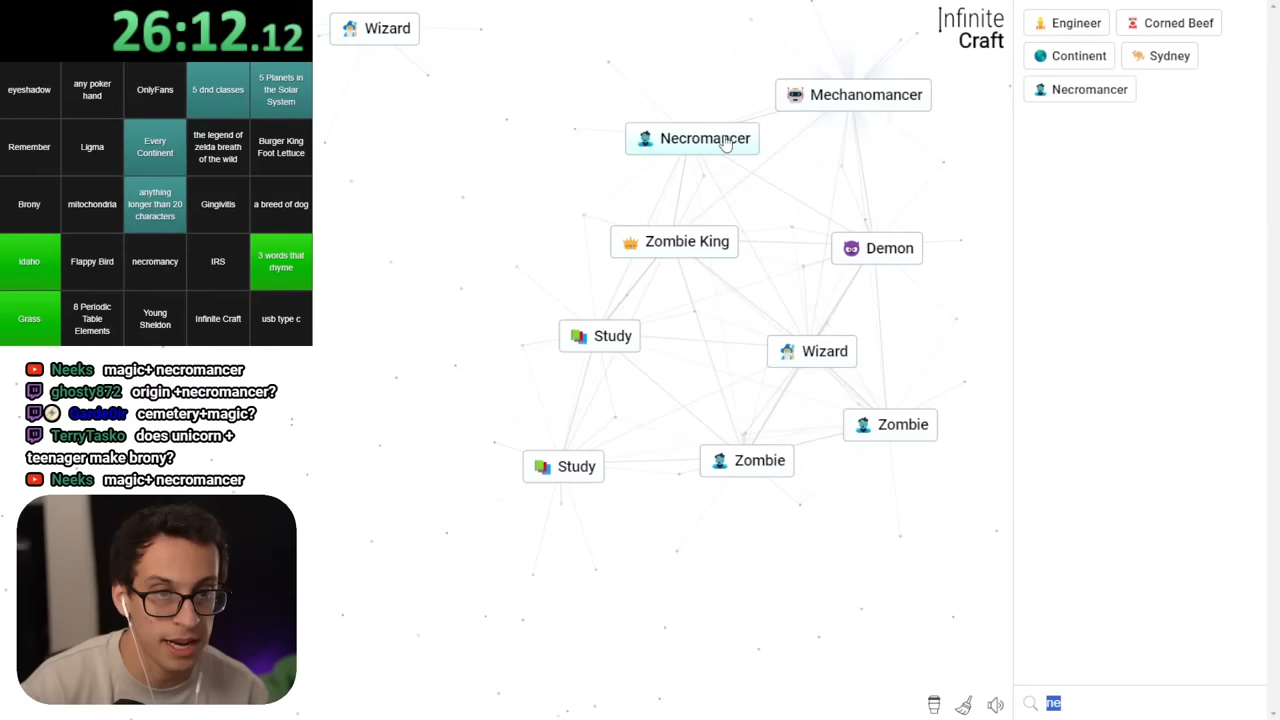 26:12.12
eyeshadow
any poker
hand
OnlyFans
5 dnd classes
5 Planets in
the Solar
System
Remember
Ligma
Every
Continent
the legend of
zelda breath
of the wild
Burger King
Foot Lettuce
Brony
mitochondria
anything
longer than 20
characters
Gingivitis
a breed of dog
idaho
Flappy Bird
necromancy
IRS
3 words that
rhyme
Grass
8 Periodic
Table
Elements
Young
Sheldon
Infinite Craft
usb type c
Neeks magic+ necromancer
ghosty872 origin +necromancer?
GardeOir cemetery+magic?
TerryTasko does unicorn +
teenager make brony?
Neeks magic+ necromancer
Wizard
Infinite
Craft
Mechanomancer
Necromancer
Zombie King
Demon
Study
Wizard
Zombie
Zombie
Study
Engineer
Corned Beef
Continent
Sydney
Necromancer
ne